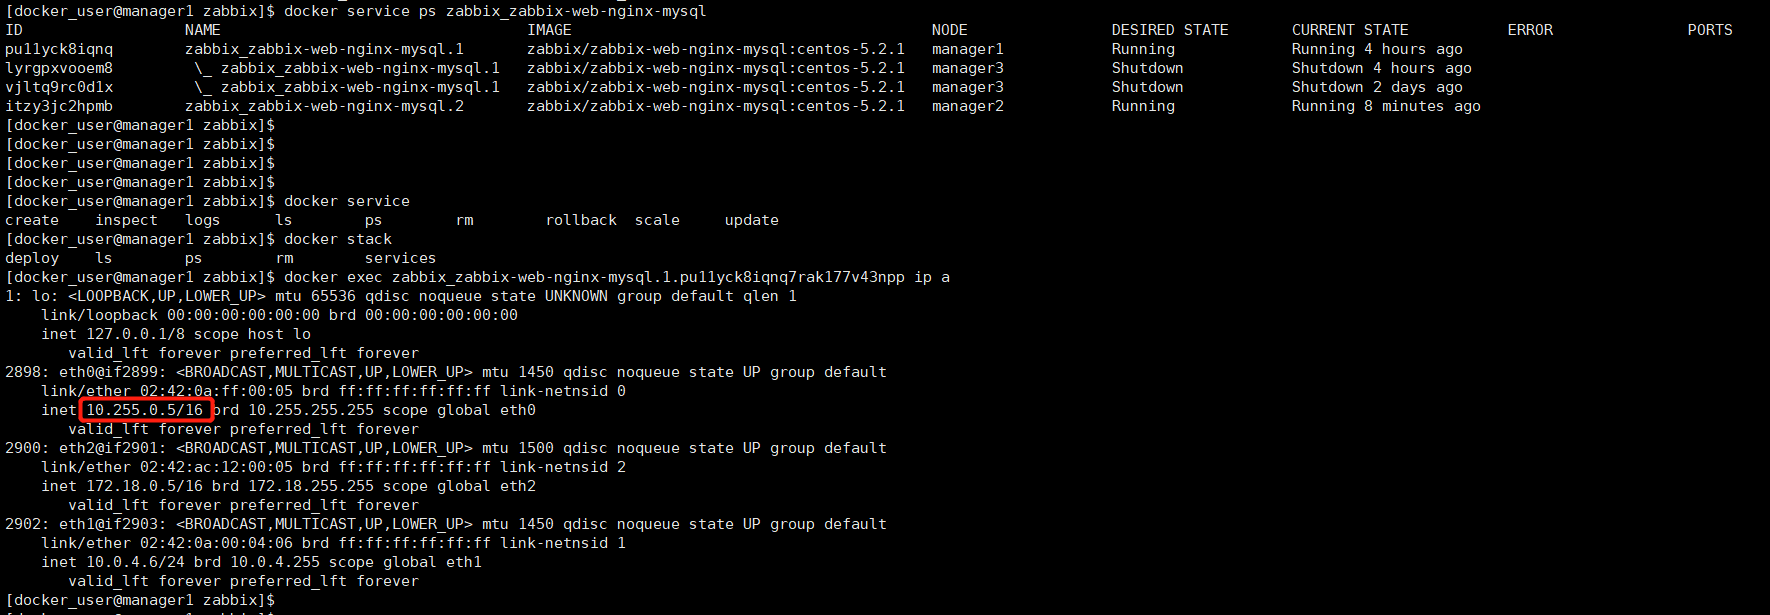 [docker_user@manager1 zabbix]$ docker service ps zabbix_zabbix-web-nginx-mysql
ID NAME IMAGE NODE DESIRED STATE CURRENT STATE ERROR PORTS
pu11yck8iqnq zabbix_zabbix-web-nginx-mysql.1 zabbix/zabbix-web-nginx-mysql:centos-5.2.1 manager1 Running Running 4 hours ago
lyrgpxvooem8 \_ zabbix_zabbix-web-nginx-mysql.1 zabbix/zabbix-web-nginx-mysql:centos-5.2.1 manager3 Shutdown Shutdown 4 hours ago
vjltq9rc0d1x \_ zabbix_zabbix-web-nginx-mysql.1 zabbix/zabbix-web-nginx-mysql:centos-5.2.1 manager3 Shutdown Shutdown 2 days ago
itzy3jc2hpmb zabbix_zabbix-web-nginx-mysql.2 zabbix/zabbix-web-nginx-mysql:centos-5.2.1 manager2 Running Running 8 minutes ago
[docker_user@manager1 zabbix]$
[docker_user@manager1 zabbix]$
[docker_user@manager1 zabbix]$
[docker_user@manager1 zabbix]$
[docker_user@manager1 zabbix]$ docker service
create inspect logs ls ps rm rollback scale update
[docker_user@manager1 zabbix]$ docker stack
deploy ls ps rm services
[docker_user@manager1 zabbix]$ docker exec zabbix_zabbix-web-nginx-mysql.1.pu11yck8iqnq7rak177v43npp ip a
1: lo: <LOOPBACK,UP,LOWER_UP> mtu 65536 qdisc noqueue state UNKNOWN group default qlen 1
link/loopback 00:00:00:00:00:00 brd 00:00:00:00:00:00
inet 127.0.0.1/8 scope host lo
valid_lft forever preferred_lft forever
2898: eth0@if2899: <BROADCAST,MULTICAST,UP,LOWER_UP> mtu 1450 qdisc noqueue state UP group default
link/ether 02:42:0a:ff:00:05 brd ff:ff:ff:ff:ff:ff link-netnsid 0
inet 10.255.0.5/16 brd 10.255.255.255 scope global eth0
valid_lft forever preferred_lft forever
2900: eth2@if2901: <BROADCAST,MULTICAST,UP,LOWER_UP> mtu 1500 qdisc noqueue state UP group default
link/ether 02:42:ac:12:00:05 brd ff:ff:ff:ff:ff:ff link-netnsid 2
inet 172.18.0.5/16 brd 172.18.255.255 scope global eth2
valid_lft forever preferred_lft forever
2902: eth1@if2903: <BROADCAST,MULTICAST,UP,LOWER_UP> mtu 1450 qdisc noqueue state UP group default
link/ether 02:42:0a:00:04:06 brd ff:ff:ff:ff:ff:ff link-netnsid 1
inet 10.0.4.6/24 brd 10.0.4.255 scope global eth1
valid_lft forever preferred_lft forever
[docker_user@manager1 zabbix]$